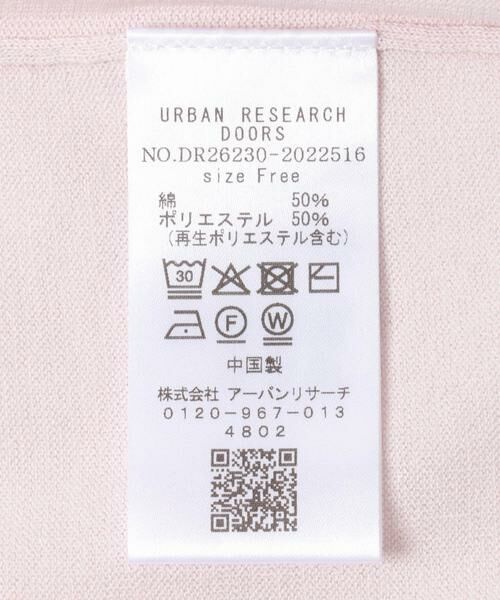 URBAN RESEARCH
DOORS
NO.DR26230-2022516
size Free
綿 50%
ポリエステル 50%
(再生ポリエステル含む)
30
F W
中国製
株式会社 アーバンリサーチ
0120-967-013
4802